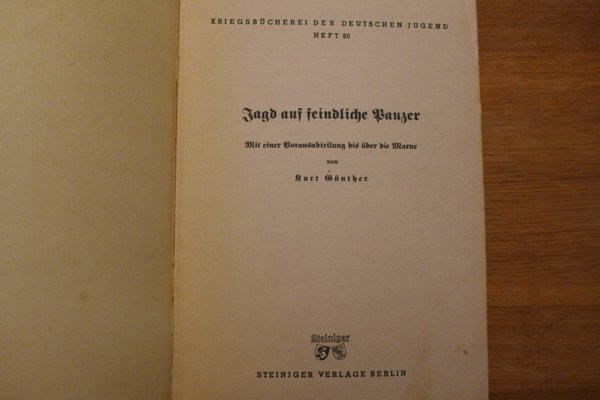 KRIEGSBÜCHEREI DER DEUTSCHEN JUGEND
HEFT 80
Jagd auf feindliche Panzer
Mit einer Vorausabteilung bis über die Marne
von
Kurt Günther
Steiniger
STEINIGER VERLAGE BERLIN